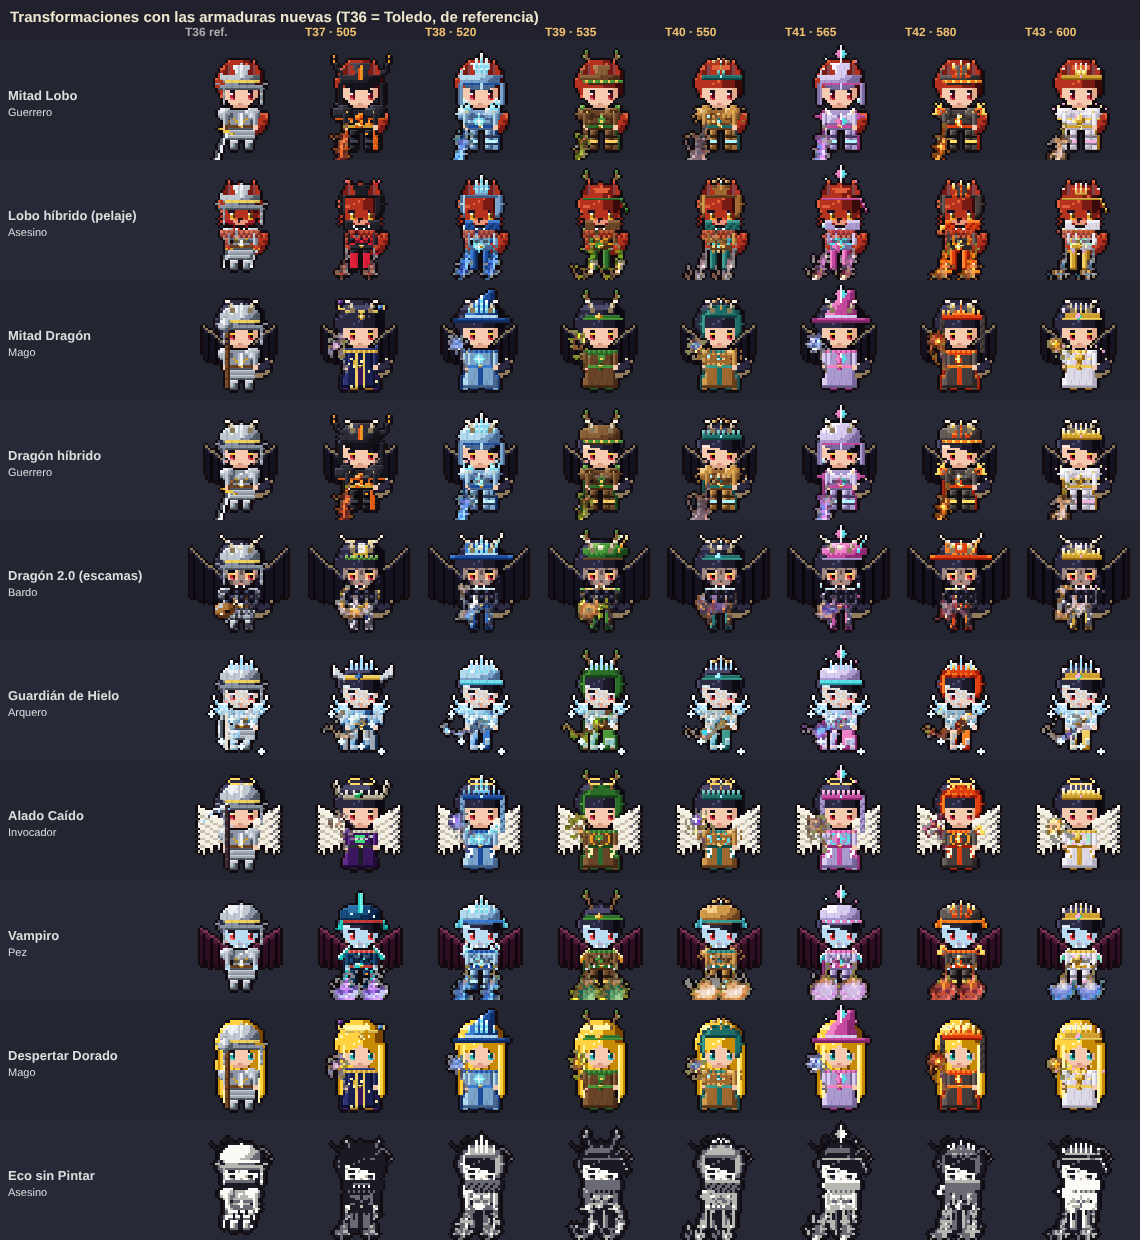 Transformaciones con las armaduras nuevas (T36 = Toledo, de referencia)
T36 ref. T37 · 505 T38 · 520 T39 · 535 T40 · 550 T41 · 565 T42 · 580 T43 · 600
Mitad Lobo
Guerrero
Lobo híbrido (pelaje)
Asesino
Mitad Dragón
Mago
Dragón híbrido
Guerrero
Dragón 2.0 (escamas)
Bardo
Guardián de Hielo
Arquero
Alado Caído
Invocador
Vampiro
Pez
Despertar Dorado
Mago
Eco sin Pintar
Asesino